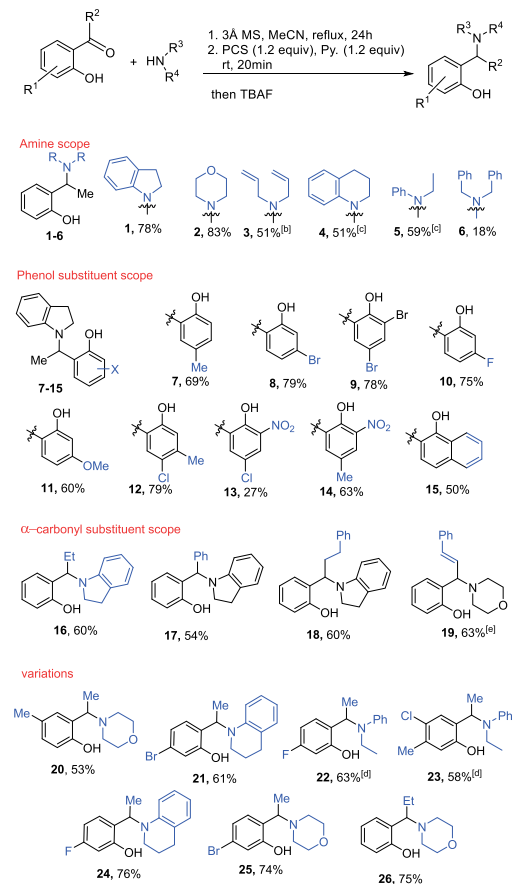 R2
O
OH
R1
+
HN
R3
R4
1. 3Å MS, MeCN, reflux, 24h
2. PCS (1.2 equiv), Py. (1.2 equiv)
rt, 20min
then TBAF
R3 R4
N
R2
OH
R1
Amine scope
R R
N
Me
OH
1-6
N
1, 78%
O
N
2, 83%
N
3, 51%[b]
N
4, 51%[c]
Ph N
5, 59%[c]
Ph Ph
N
6, 18%
Phenol substituent scope
N OH
Me X
7-15
OH
Me
7, 69%
OH
Br
8, 79%
OH
Br
Br
9, 78%
OH
F
10, 75%
OH
OMe
11, 60%
OH
Me
Cl
12, 79%
OH
NO2
Cl
13, 27%
OH
NO2
Me
14, 63%
OH
15, 50%
α–carbonyl substituent scope
Et
N
OH
16, 60%
Ph
N
OH
17, 54%
Ph
N
OH
18, 60%
Ph
N
OH O
19, 63%[e]
variations
Me Me
N
OH O
20, 53%
Me
N
Br OH
21, 61%
Me
N Ph
F OH
22, 63%[d]
Cl Me
N Ph
Me OH
23, 58%[d]
Me
N
F OH
24, 76%
Me
N
Br OH O
25, 74%
Et
N
OH O
26, 75%